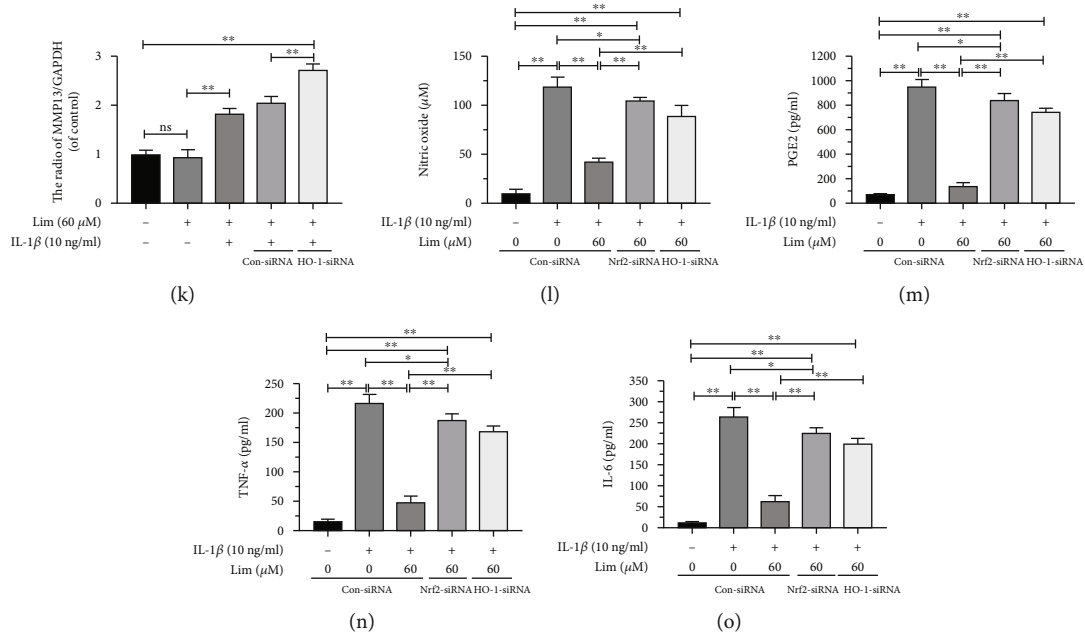 ∗∗
∗∗
3
∗∗
2
ns
1
0
The radio of MMP13/GAPDH
(of control)
Lim (60 μM) – + + + +
IL-1β (10 ng/ml) – – + + +
Con-siRNA HO-1-siRNA
(k)
∗∗
∗∗
∗
∗∗
∗∗ ∗∗ ∗∗
150
100
50
0
Nitric oxide (μM)
IL-1β (10 ng/ml) – + + + +
Lim (μM) 0 0 60 60 60
Con-siRNA Nrf2-siRNA HO-1-siRNA
(l)
∗∗
∗∗
∗
∗∗
∗∗ ∗∗ ∗∗
1200
1000
800
600
400
200
0
PGE2 (pg/ml)
IL-1β (10 ng/ml) – + + + +
Lim (μM) 0 0 60 60 60
Con-siRNA Nrf2-siRNA HO-1-siRNA
(m)
∗∗
∗∗
∗
∗∗
∗∗ ∗∗ ∗∗
250
200
150
100
50
0
TNF-α (pg/ml)
IL-1β (10 ng/ml) – + + + +
Lim (μM) 0 0 60 60 60
Con-siRNA Nrf2-siRNA HO-1-siRNA
(n)
∗∗
∗∗
∗
∗∗
∗∗ ∗∗ ∗∗
350
250
200
100
50
0
IL-6 (pg/ml)
IL-1β (10 ng/ml) – + + + +
Lim (μM) 0 0 60 60 60
Con-siRNA Nrf2-siRNA HO-1-siRNA
(o)